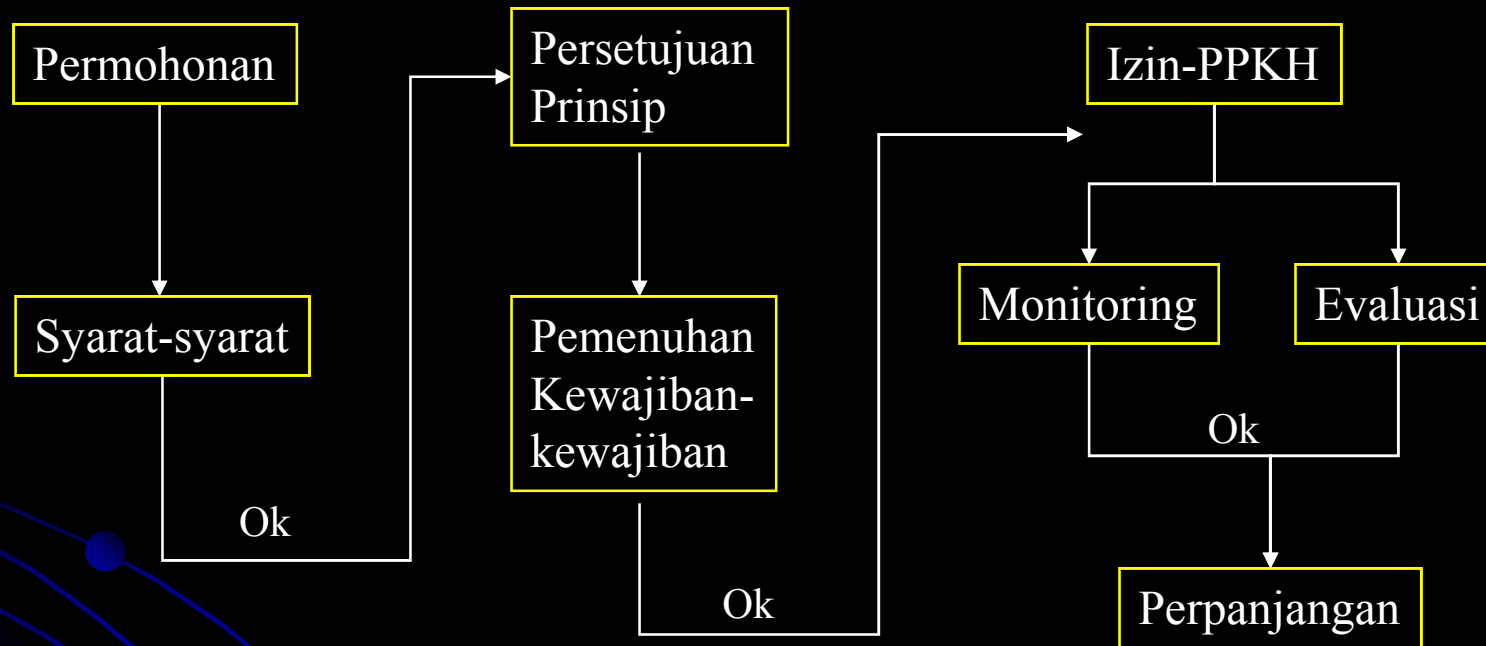 Permohonan
Syarat-syarat
Ok
Persetujuan
Prinsip
Pemenuhan
Kewajiban-
kewajiban
Ok
Izin-PPKH
Monitoring
Evaluasi
Ok
Perpanjangan